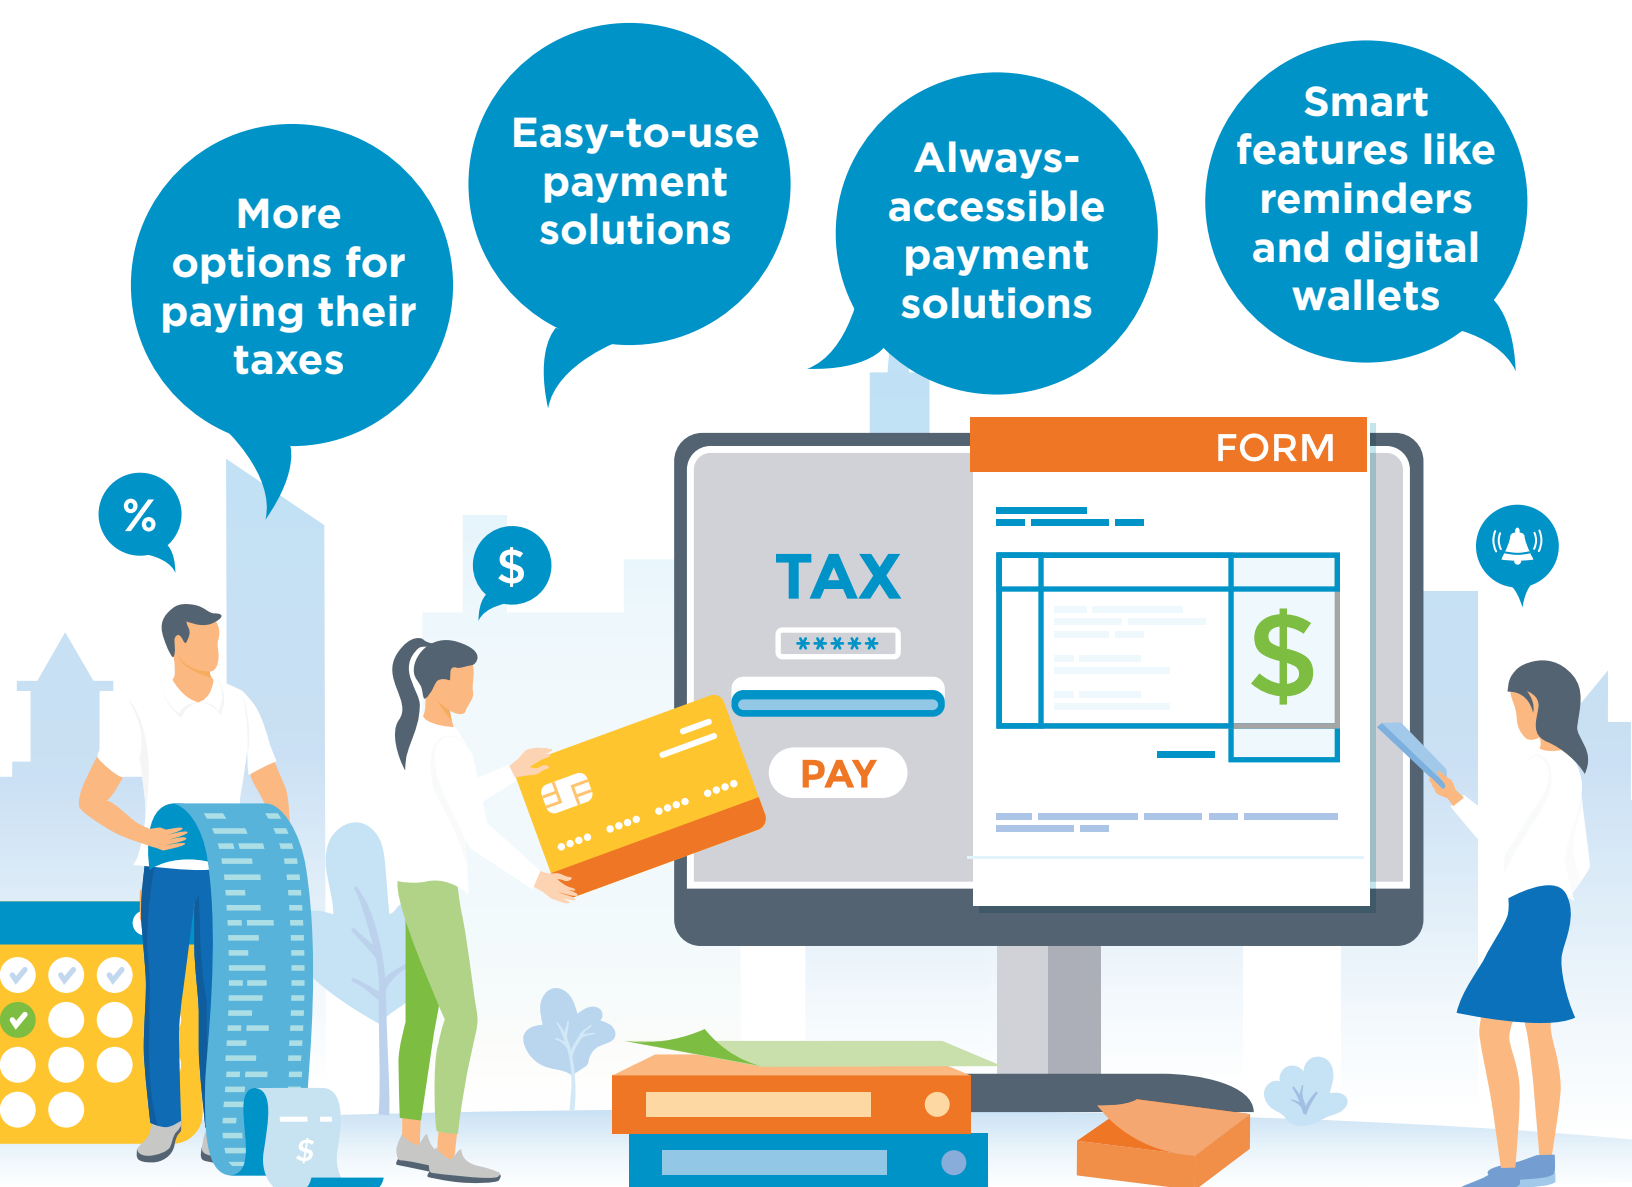 More
options for
paying their
taxes
Easy-to-use
payment
solutions
Always-
accessible
payment
solutions
Smart
features like
reminders
and digital
wallets
%
$
FORM
TAX
*****
$
PAY
$